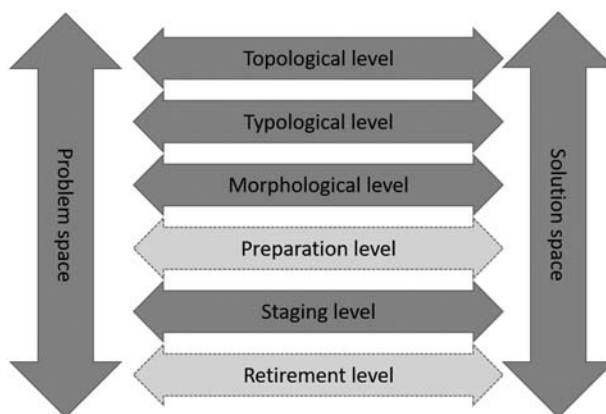 Topological level
Typological level
Morphological level
Preparation level
Staging level
Retirement level
Problem space
Solution space